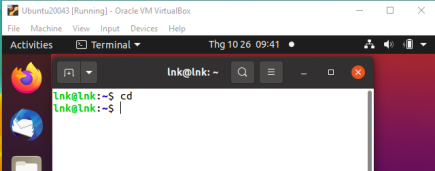 Ubuntu20043 [Running] - Oracle VM VirtualBox
File Machine View Input Devices Help
Activities Terminal Thg 10 26 09:41
lnk@lnk: ~
lnk@lnk:~$ cd
lnk@lnk:~$